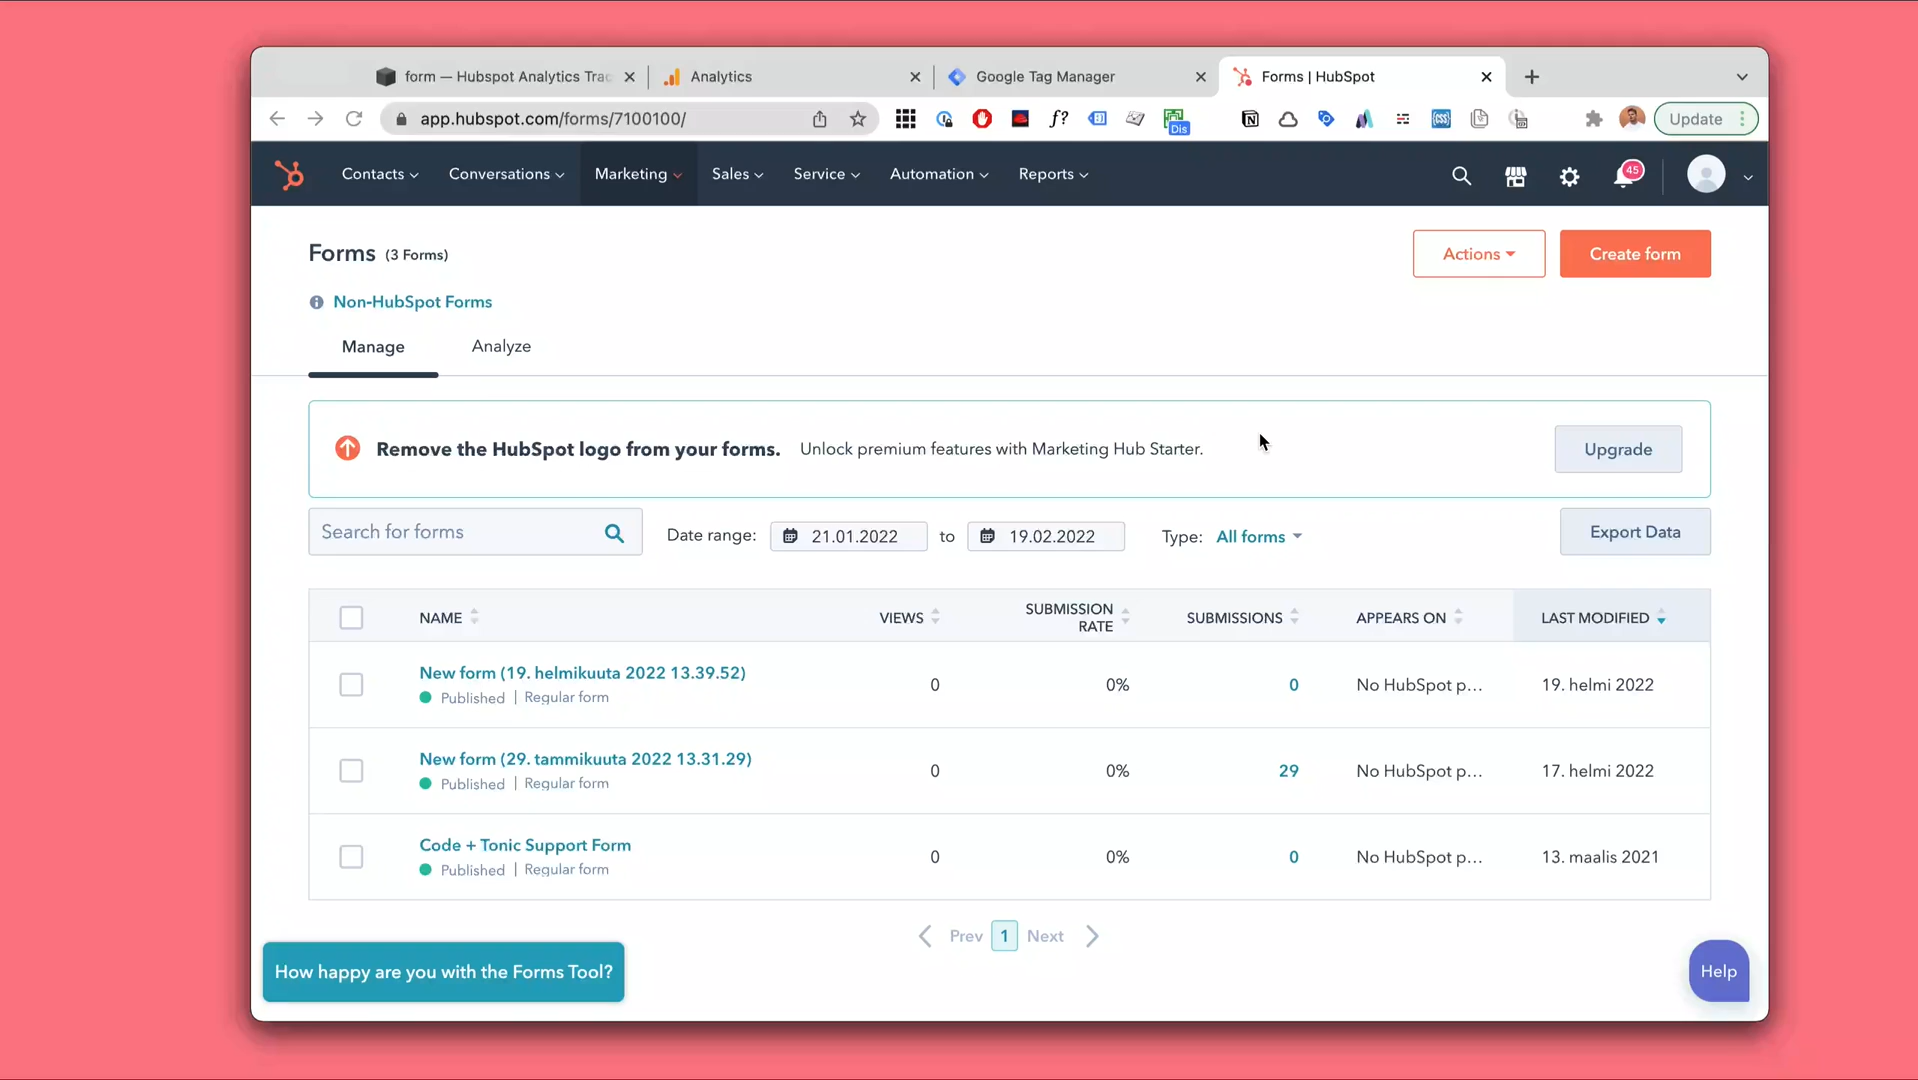 form — Hubspot Analytics Trac
Analytics
Google Tag Manager
Forms | HubSpot
app.hubspot.com/forms/7100100/
f?
Dis
Update
Contacts
Conversations
Marketing
Sales
Service
Automation
Reports
45
Forms (3 Forms)
Actions
Create form
Non-HubSpot Forms
Manage
Analyze
Remove the HubSpot logo from your forms. Unlock premium features with Marketing Hub Starter.
Upgrade
Search for forms
Date range: 21.01.2022 to 19.02.2022
Type: All forms
Export Data
NAME
VIEWS
SUBMISSION
RATE
SUBMISSIONS
APPEARS ON
LAST MODIFIED
New form (19. helmikuuta 2022 13.39.52)
Published | Regular form
0
0%
0
No HubSpot p...
19. helmi 2022
New form (29. tammikuuta 2022 13.31.29)
Published | Regular form
0
0%
29
No HubSpot p...
17. helmi 2022
Code + Tonic Support Form
Published | Regular form
0
0%
0
No HubSpot p...
13. maalis 2021
Prev 1 Next
How happy are you with the Forms Tool?
Help